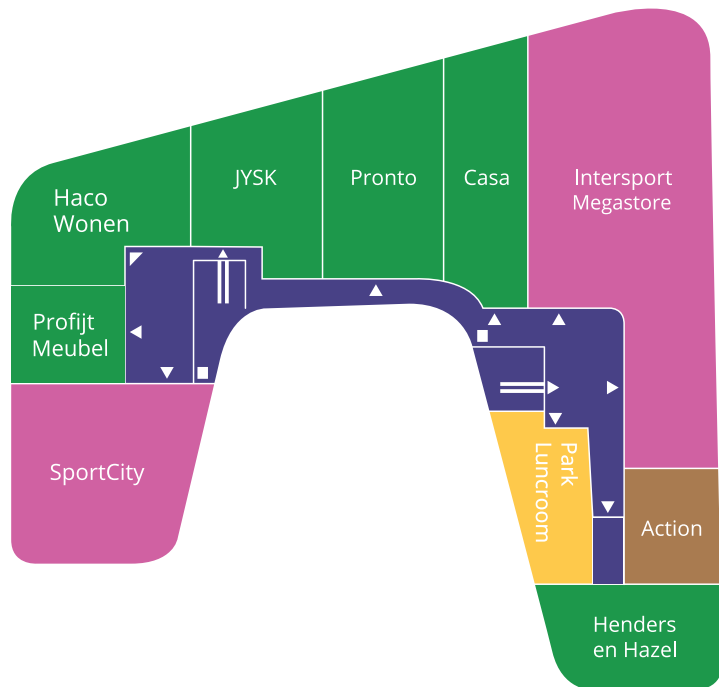 JYSK
Pronto
Casa
Intersport
Megastore
Haco
Wonen
Profijt
Meubel
SportCity
Park
Luncroom
Action
Henders
en Hazel